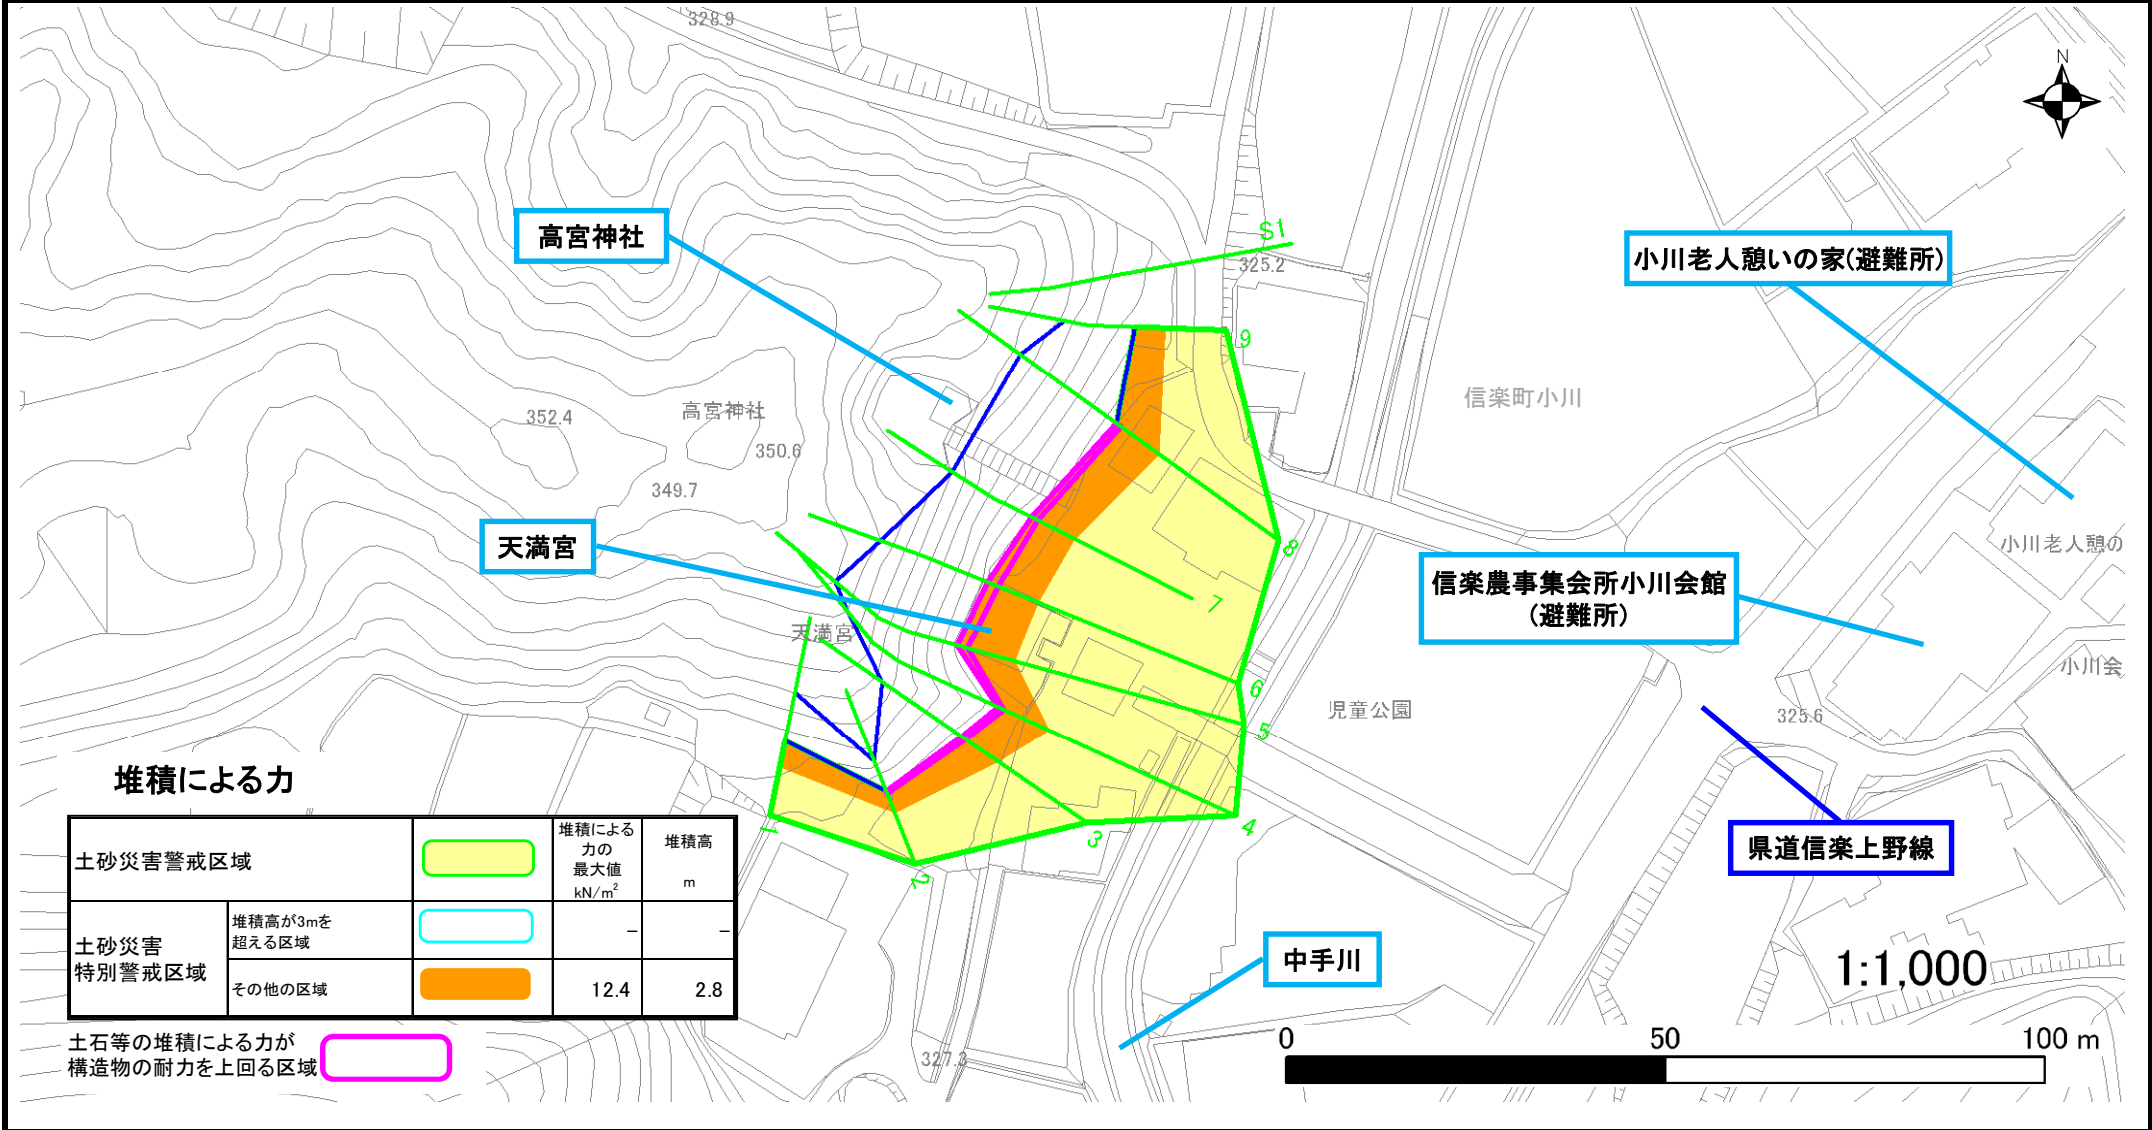 328.9
N
高宮神社
S1
325.2
小川老人憩いの家(避難所)
9
信楽町小川
352.4
高宮神社
350.6
349.7
天満宮
8
小川老人憩の
信楽農事集会所小川会館
(避難所)
7
天満宮
小川会
6
児童公園
325.6
5
堆積による力
1
4
3
県道信楽上野線
2
土砂災害警戒区域
堆積による
力の
最大値
kN/m²
堆積高
m
土砂災害
特別警戒区域
堆積高が3mを
超える区域
－
－
その他の区域
12.4
2.8
中手川
1:1,000
土石等の堆積による力が
構造物の耐力を上回る区域
327.3
0
50
100 m